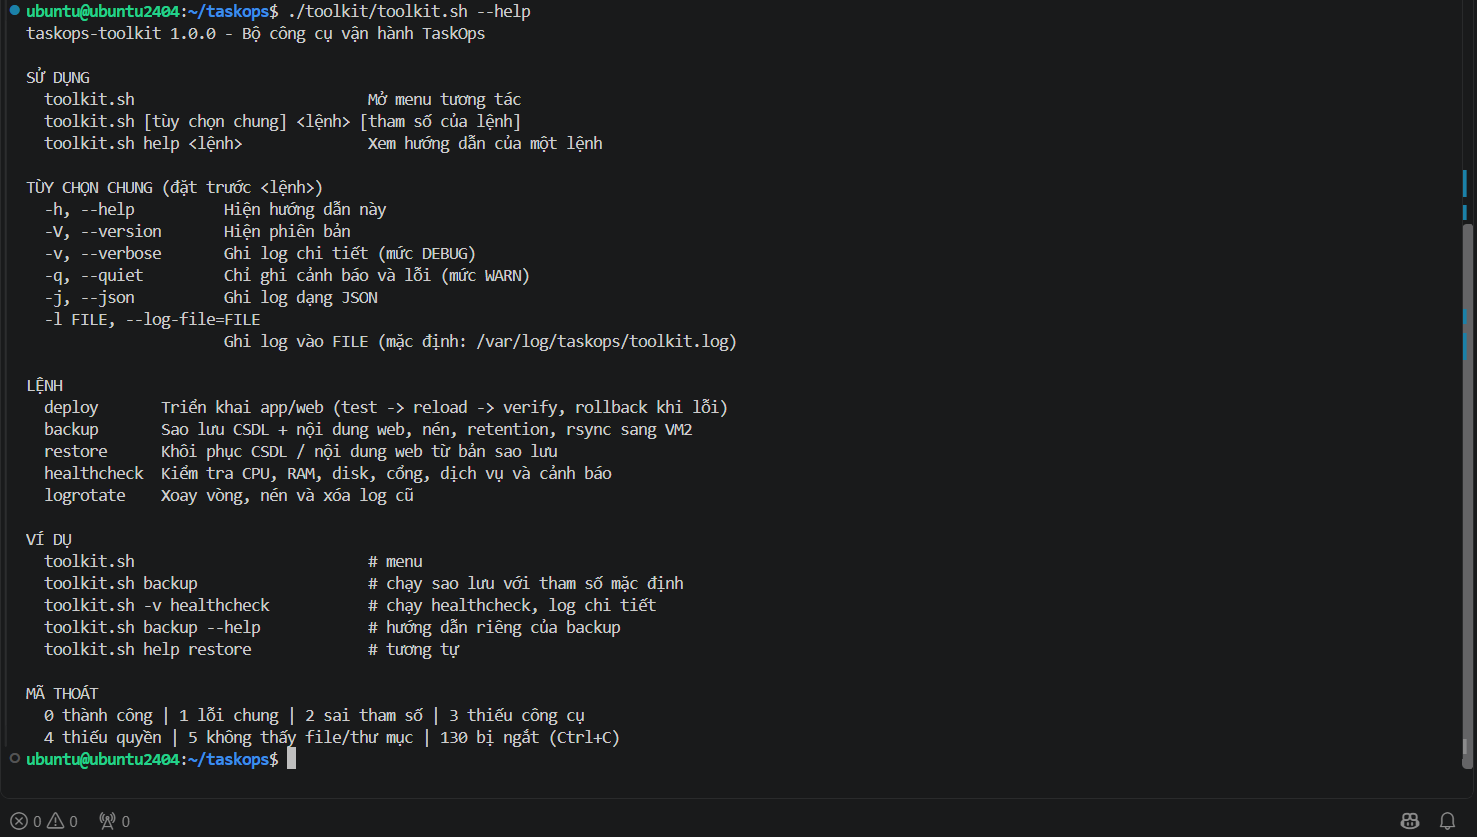 ubuntu@ubuntu2404:~/taskops$ ./toolkit/toolkit.sh --help
taskops-toolkit 1.0.0 - Bộ công cụ vận hành TaskOps
SỬ DỤNG
toolkit.sh Mở menu tương tác
toolkit.sh [tùy chọn chung] <lệnh> [tham số của lệnh]
toolkit.sh help <lệnh> Xem hướng dẫn của một lệnh
TÙY CHỌN CHUNG (đặt trước <lệnh>)
-h, --help Hiện hướng dẫn này
-V, --version Hiện phiên bản
-v, --verbose Ghi log chi tiết (mức DEBUG)
-q, --quiet Chỉ ghi cảnh báo và lỗi (mức WARN)
-j, --json Ghi log dạng JSON
-l FILE, --log-file=FILE
Ghi log vào FILE (mặc định: /var/log/taskops/toolkit.log)
LỆNH
deploy Triển khai app/web (test -> reload -> verify, rollback khi lỗi)
backup Sao lưu CSDL + nội dung web, nén, retention, rsync sang VM2
restore Khôi phục CSDL / nội dung web từ bản sao lưu
healthcheck Kiểm tra CPU, RAM, disk, cổng, dịch vụ và cảnh báo
logrotate Xoay vòng, nén và xóa log cũ
VÍ DỤ
toolkit.sh # menu
toolkit.sh backup # chạy sao lưu với tham số mặc định
toolkit.sh -v healthcheck # chạy healthcheck, log chi tiết
toolkit.sh backup --help # hướng dẫn riêng của backup
toolkit.sh help restore # tương tự
MÃ THOÁT
0 thành công | 1 lỗi chung | 2 sai tham số | 3 thiếu công cụ
4 thiếu quyền | 5 không thấy file/thư mục | 130 bị ngắt (Ctrl+C)
ubuntu@ubuntu2404:~/taskops$
0 0 0